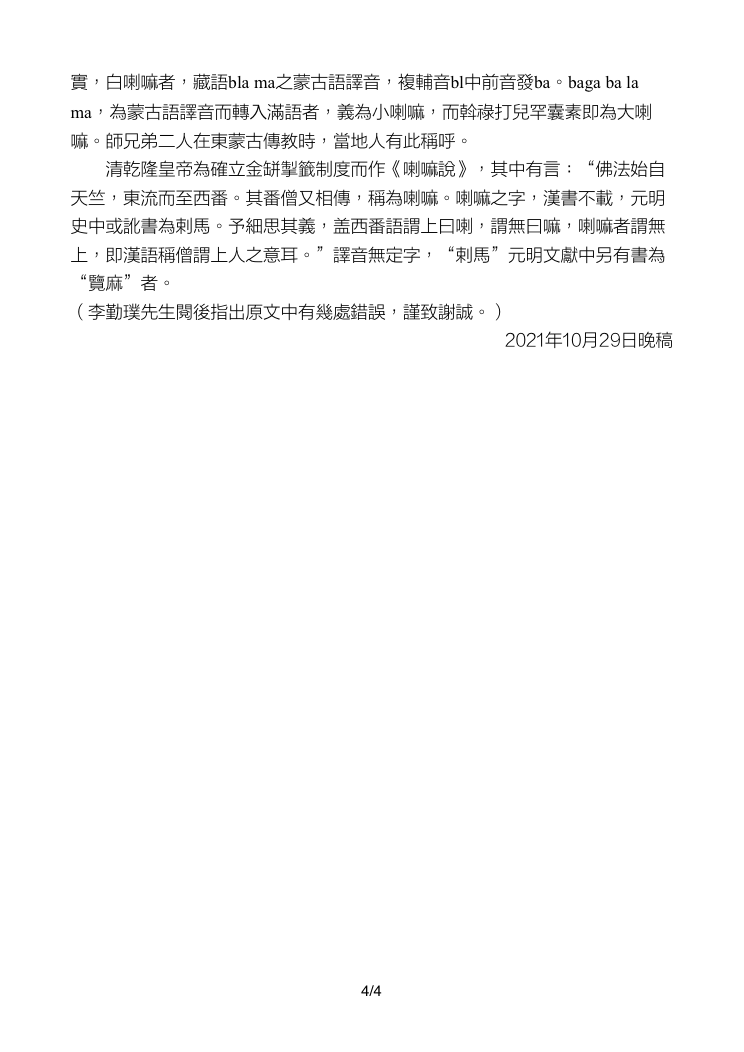 實，白喇嘛者，藏語bla ma之蒙古語譯音，複輔音bl中前音發ba。baga ba la
ma，為蒙古語譯音而轉入滿語者，義為小喇嘛，而斡祿打兒罕囊素即為大喇
嘛。師兄弟二人在東蒙古傳教時，當地人有此稱呼。
清乾隆皇帝為確立金缾掣籤制度而作《喇嘛說》，其中有言：“佛法始自
天竺，東流而至西番。其番僧又相傳，稱為喇嘛。喇嘛之字，漢書不載，元明
史中或訛書為剌馬。予細思其義，盖西番語謂上曰喇，謂無曰嘛，喇嘛者謂無
上，即漢語稱僧謂上人之意耳。”譯音無定字，“剌馬”元明文獻中另有書為
“覽麻”者。
（李勤璞先生閱後指出原文中有幾處錯誤，謹致謝誠。）
2021年10月29日晚稿
4/4